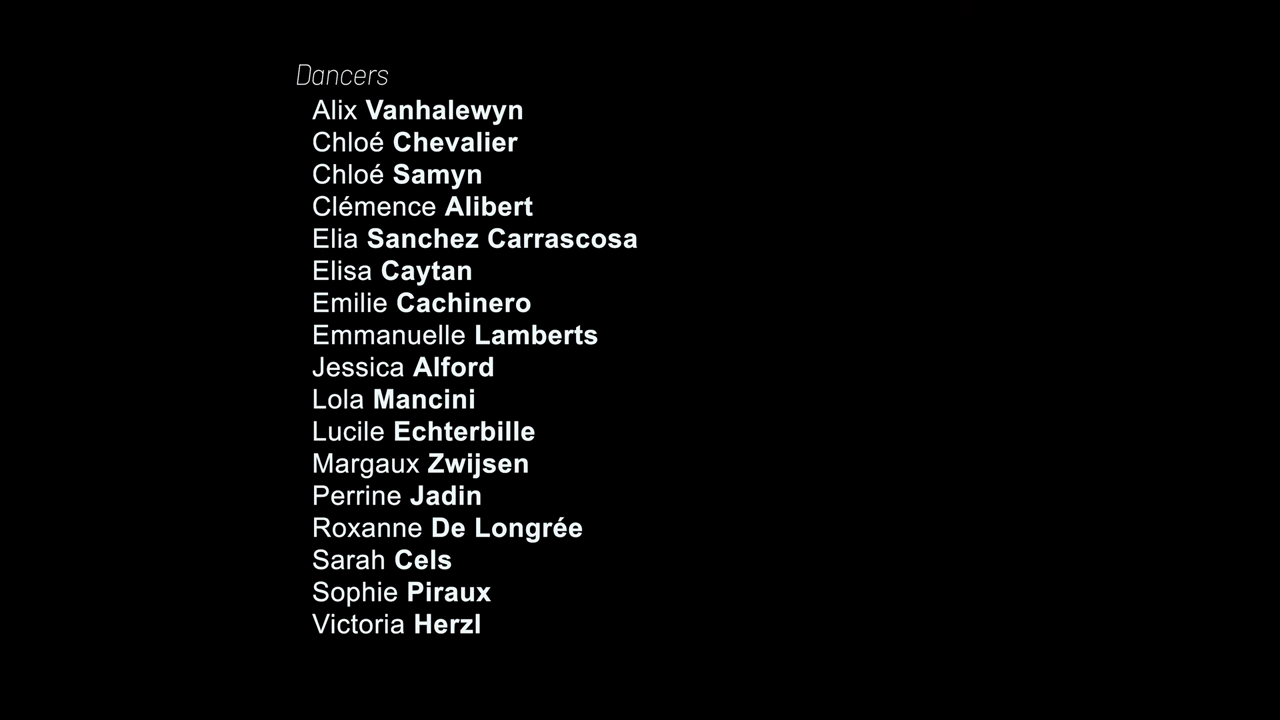 Dancers
Alix Vanhalewyn
Chloé Chevalier
Chloé Samyn
Clémence Alibert
Elia Sanchez Carrascosa
Elisa Caytan
Emilie Cachinero
Emmanuelle Lamberts
Jessica Alford
Lola Mancini
Lucile Echterbille
Margaux Zwijsen
Perrine Jadin
Roxanne De Longrée
Sarah Cels
Sophie Piraux
Victoria Herzl